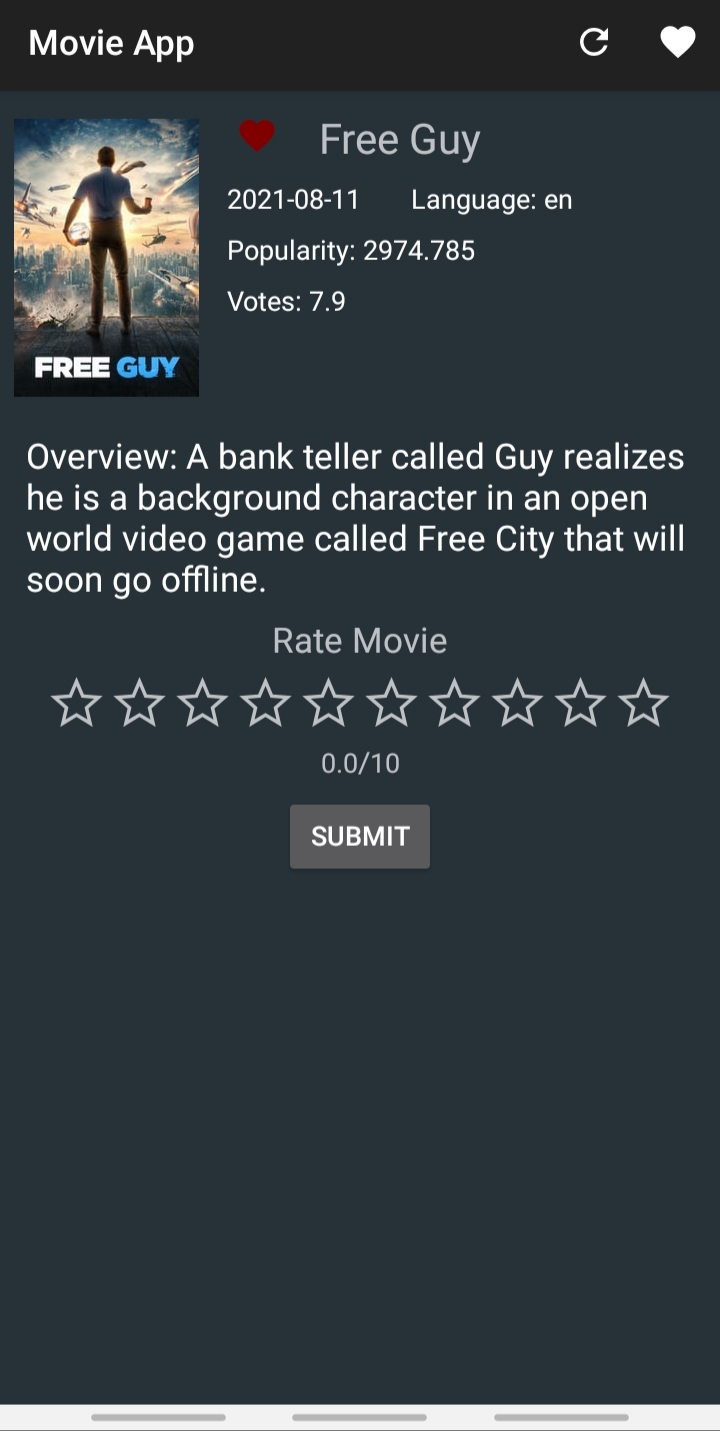 Movie App
Free Guy
2021-08-11 Language: en
Popularity: 2974.785
Votes: 7.9
FREE GUY
Overview: A bank teller called Guy realizes
he is a background character in an open
world video game called Free City that will
soon go offline.
Rate Movie
0.0/10
SUBMIT